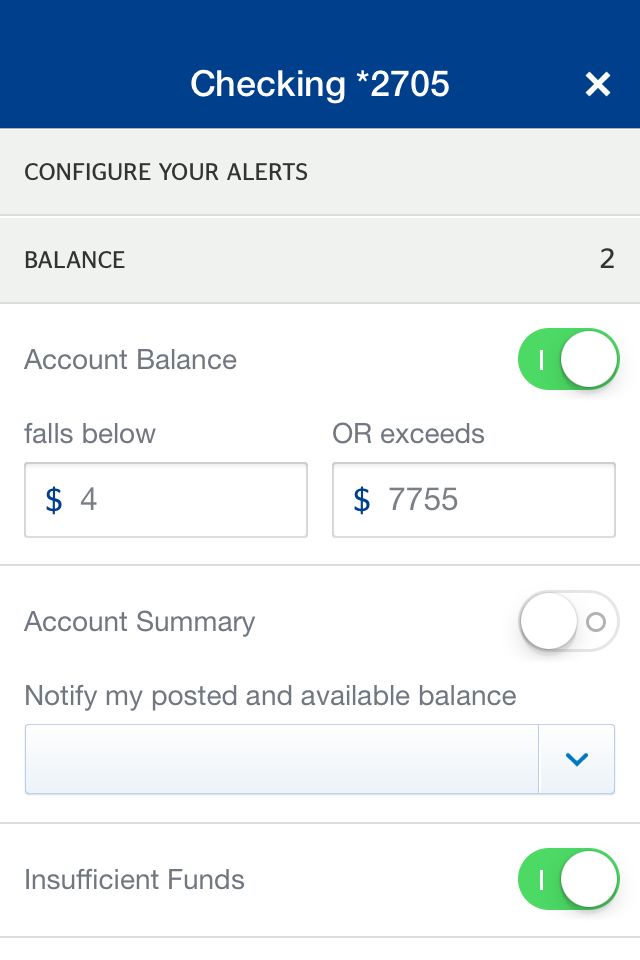 Checking *2705
CONFIGURE YOUR ALERTS
BALANCE 2
Account Balance
falls below OR exceeds
$ 4 $ 7755
Account Summary
Notify my posted and available balance
Insufficient Funds